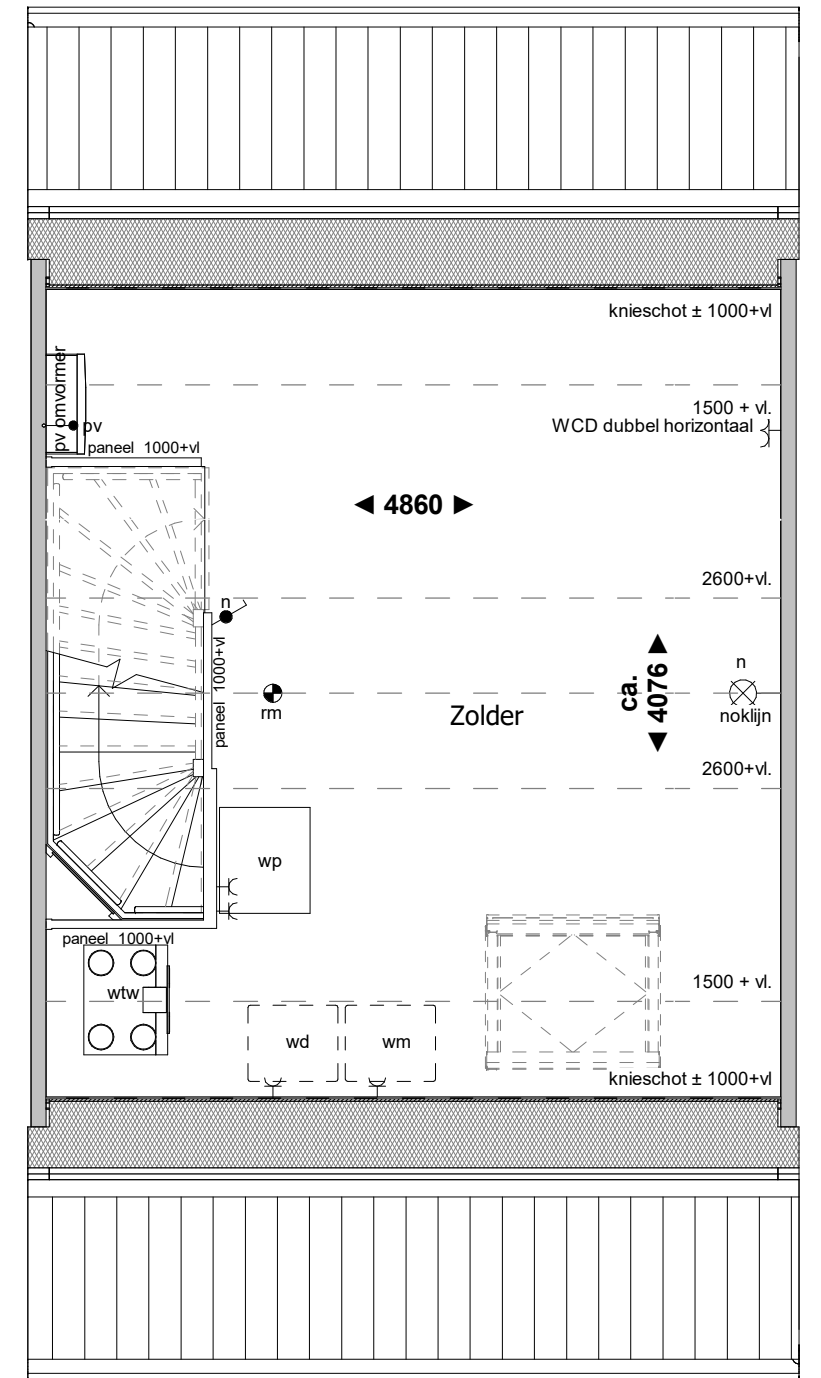 knieschot ± 1000+vl
pv omvormer
1500 + vl.
WCD dubbel horizontaal
pv
paneel 1000+vl
4860
2600+vl.
n
paneel 1000+vl
ca.
4076
n
rm
Zolder
noklijn
2600+vl.
wp
paneel 1000+vl
1500 + vl.
wtw
wd
wm
knieschot ± 1000+vl